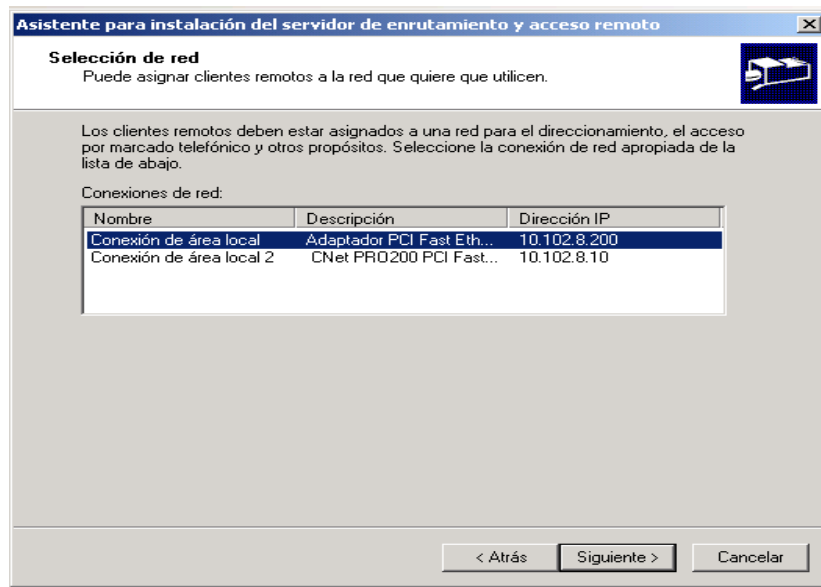 Asistente para instalación del servidor de enrutamiento y acceso remoto
Selección de red
Puede asignar clientes remotos a la red que quiere que utilicen.
Los clientes remotos deben estar asignados a una red para el direccionamiento, el acceso
por marcado telefónico y otros propósitos. Seleccione la conexión de red apropiada de la
lista de abajo.
Conexiones de red:
Nombre Descripción Dirección IP
Conexión de área local Adaptador PCI Fast Eth... 10.102.8.200
Conexión de área local 2 CNet PRO200 PCI Fast... 10.102.8.10
< Atrás Siguiente > Cancelar